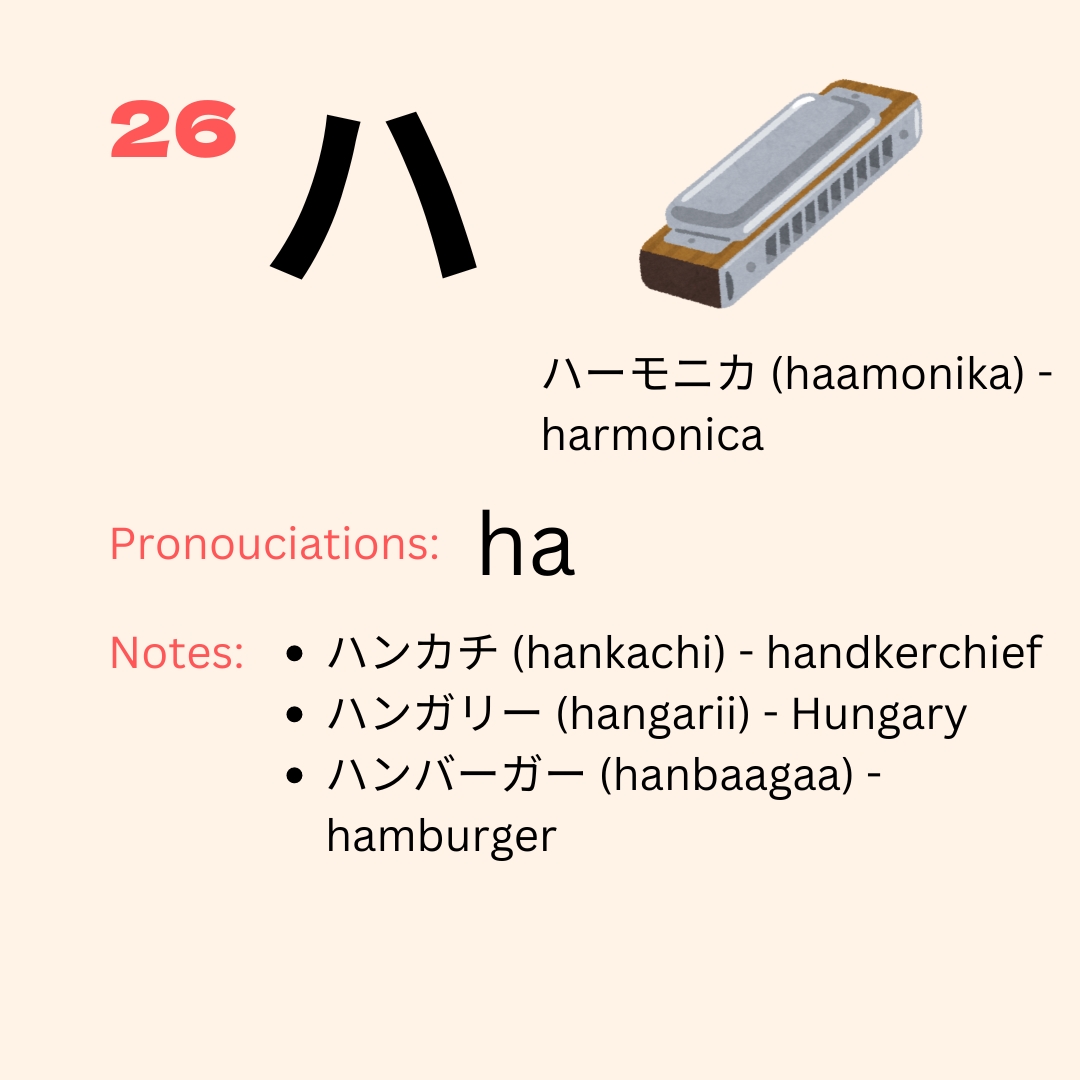 26 ハ
ハーモニカ (haamonika) -
harmonica
Pronouciations: ha
Notes: • ハンカチ (hankachi) - handkerchief
• ハンガリー (hangarii) - Hungary
• ハンバーガー (hanbaagaa) -
hamburger